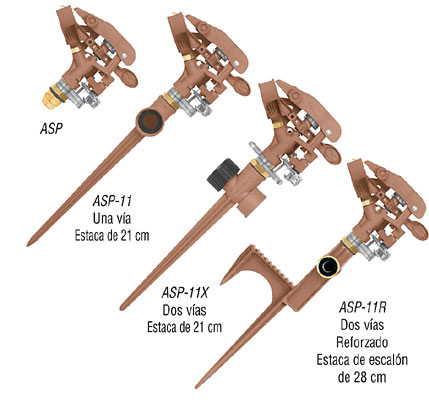 ASP
ASP-11
Una vía
Estaca de 21 cm
ASP-11X
Dos vías
Estaca de 21 cm
ASP-11R
Dos vías
Reforzado
Estaca de escalón
de 28 cm